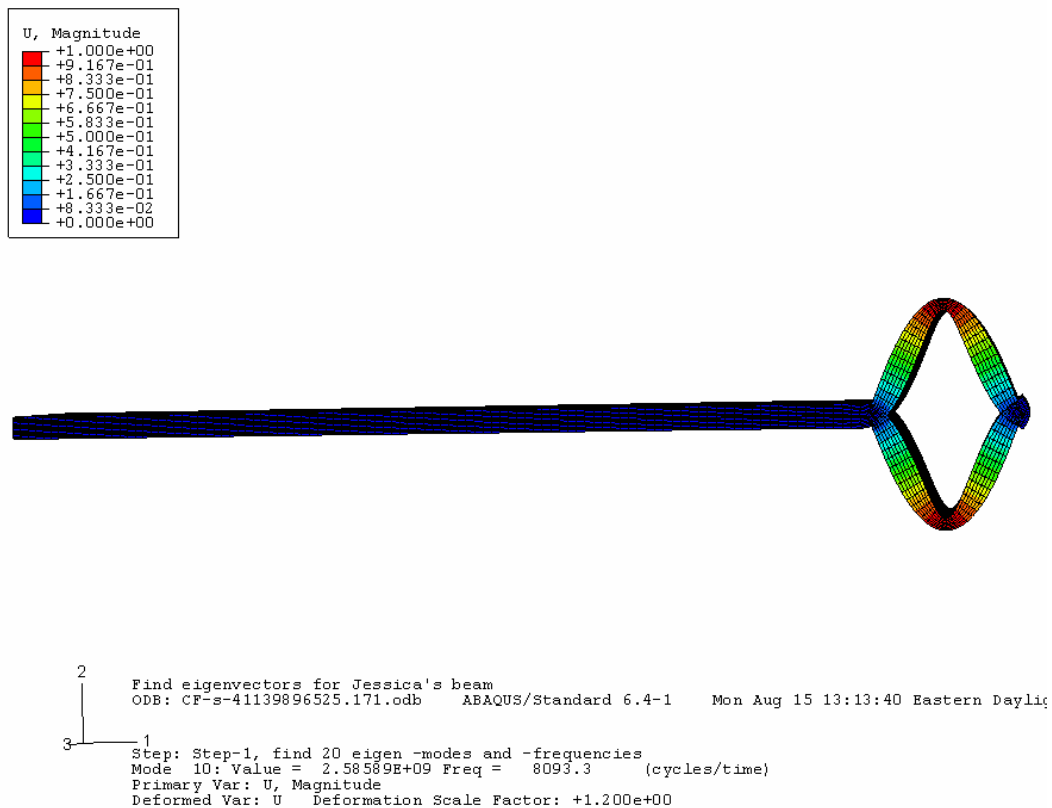 U, Magnitude
+1.000e+00
+9.167e-01
+8.333e-01
+7.500e-01
+6.667e-01
+5.833e-01
+5.000e-01
+4.167e-01
+3.333e-01
+2.500e-01
+1.667e-01
+8.333e-02
+0.000e+00
2
3
1
Find eigenvectors for Jessica's beam
ODB: CF-s-41139896525.171.odb ABAQUS/Standard 6.4-1 Mon Aug 15 13:13:40 Eastern Daylig
Step: Step-1, find 20 eigen -modes and -frequencies
Mode 10: Value = 2.58589E+09 Freq = 8093.3 (cycles/time)
Primary Var: U, Magnitude
Deformed Var: U Deformation Scale Factor: +1.200e+00